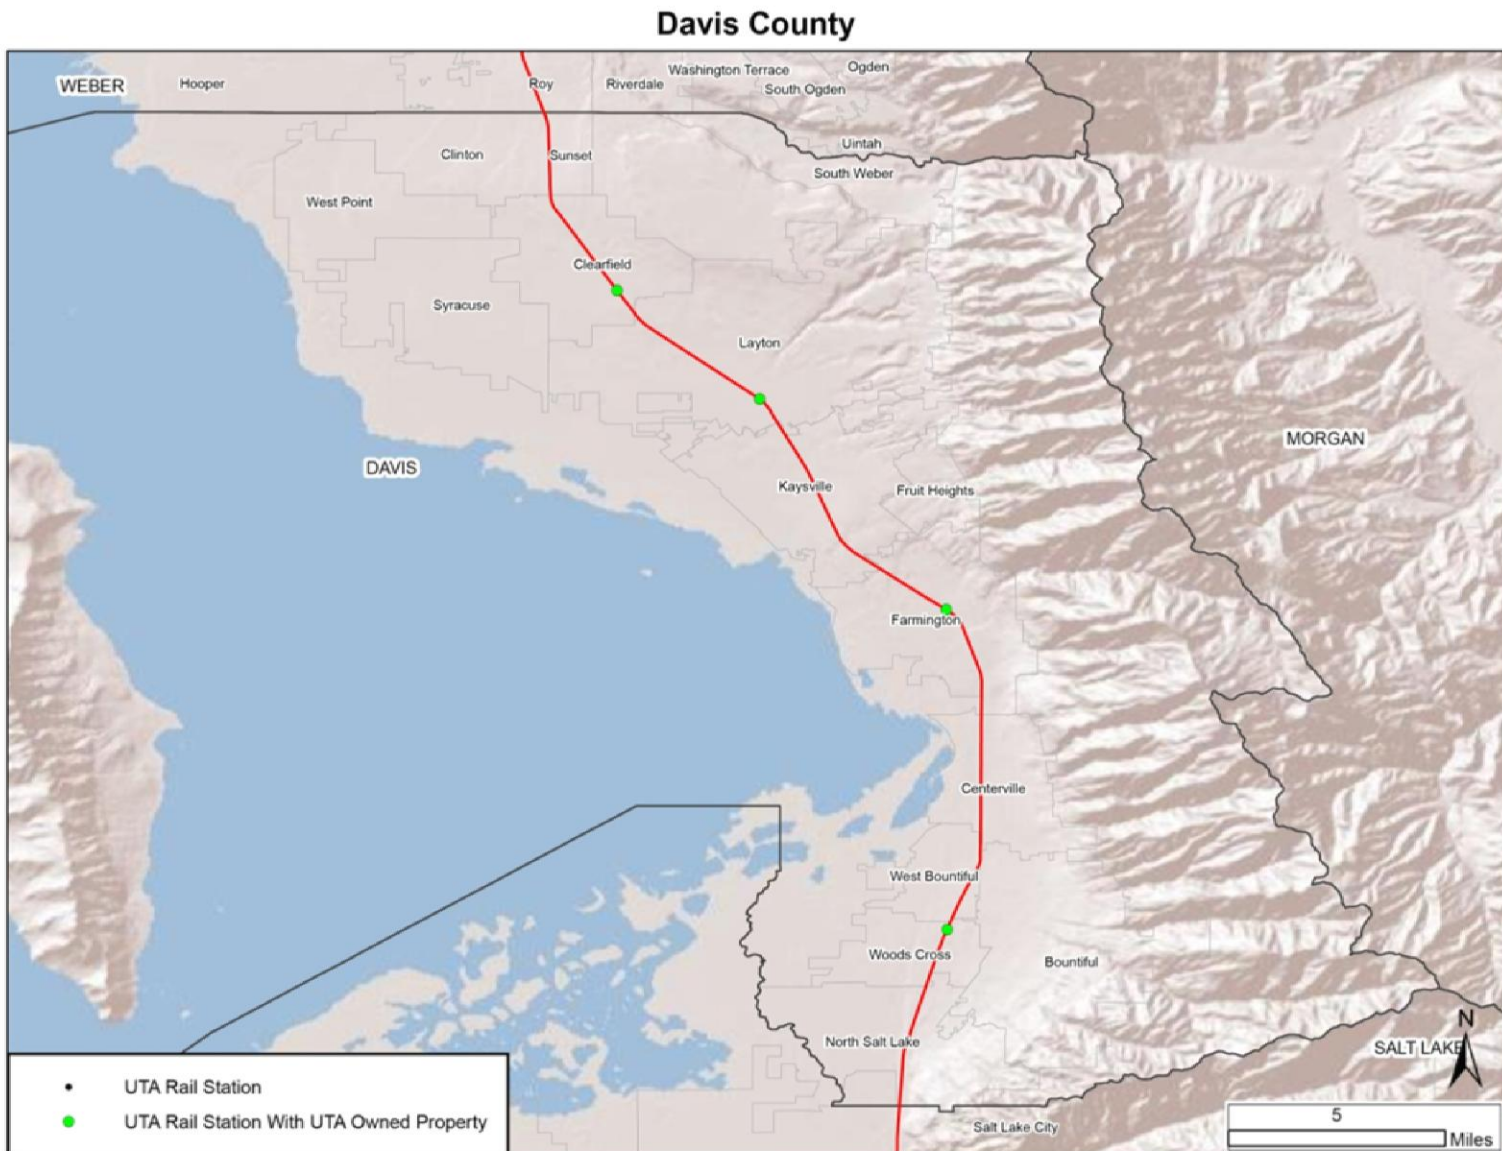 Davis County
WEBER
Hooper
Roy
Riverdale
Washington Terrace
Ogden
South Ogden
Uintah
Clinton
Sunset
South Weber
West Point
Clearfield
Syracuse
Layton
MORGAN
DAVIS
Kaysville
Fruit Heights
Farmington
Centerville
West Bountiful
Woods Cross
Bountiful
North Salt Lake
N
SALT LAKE
UTA Rail Station
UTA Rail Station With UTA Owned Property
Salt Lake City
5
Miles